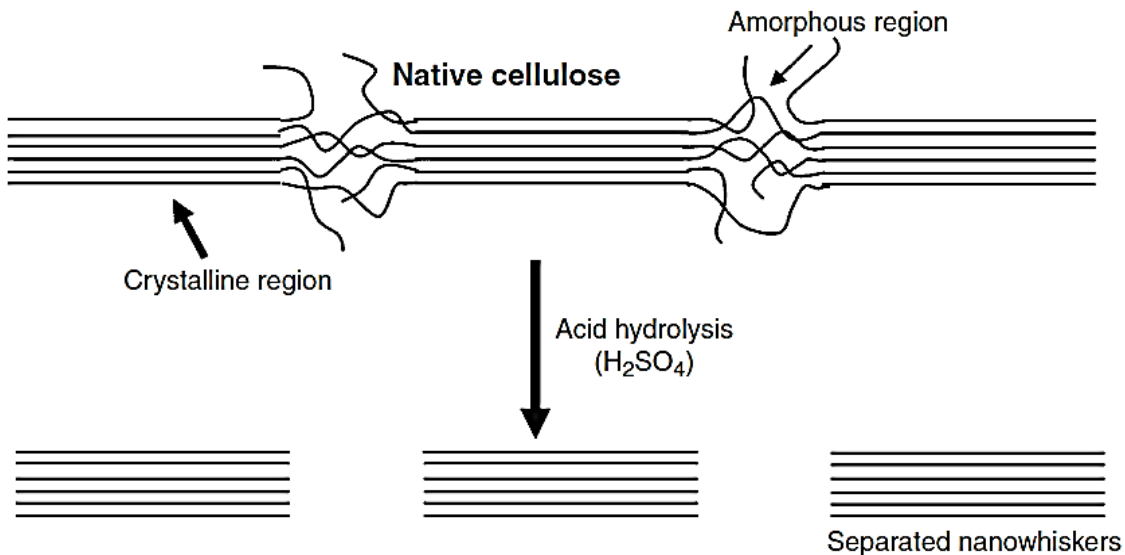 Amorphous region
Native cellulose
Crystalline region
Acid hydrolysis
(H₂SO₄)
Separated nanowhiskers